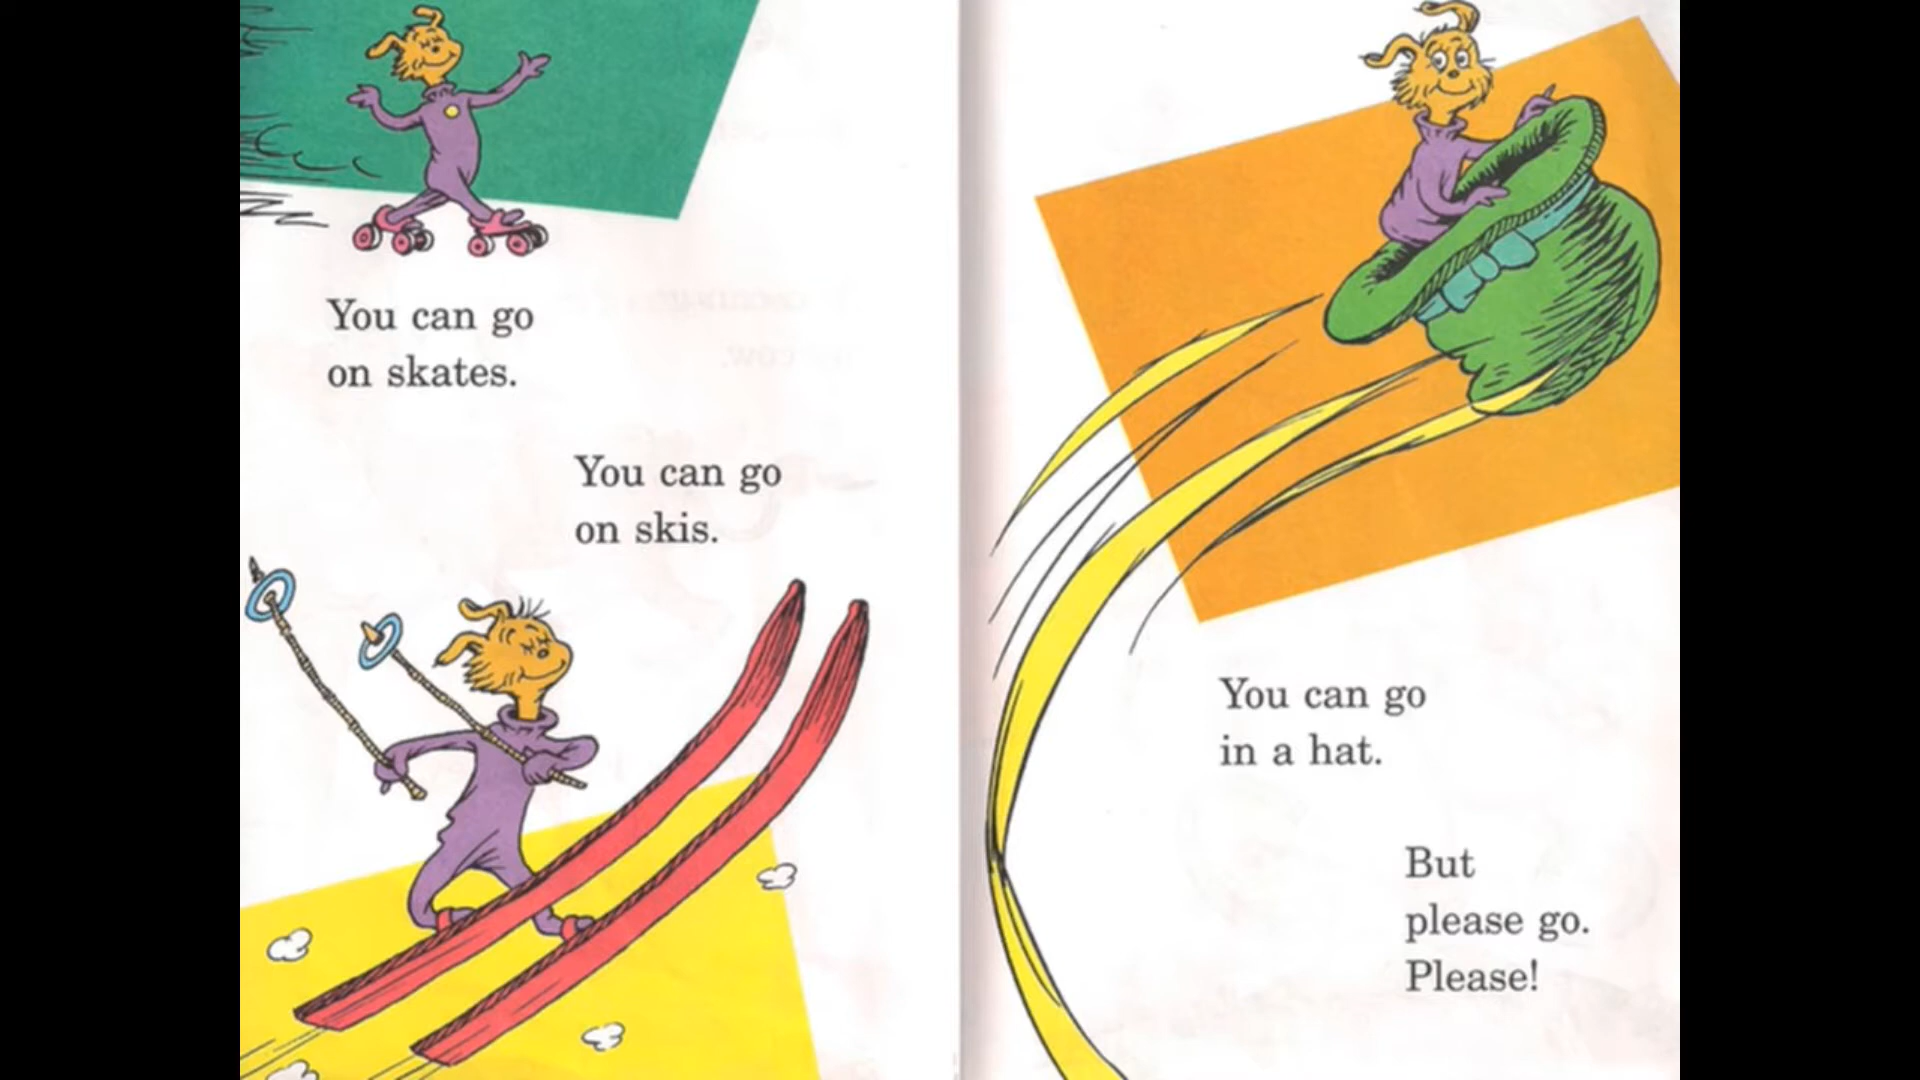 You can go
on skates.
You can go
on skis.
You can go
in a hat.
But
please go.
Please!